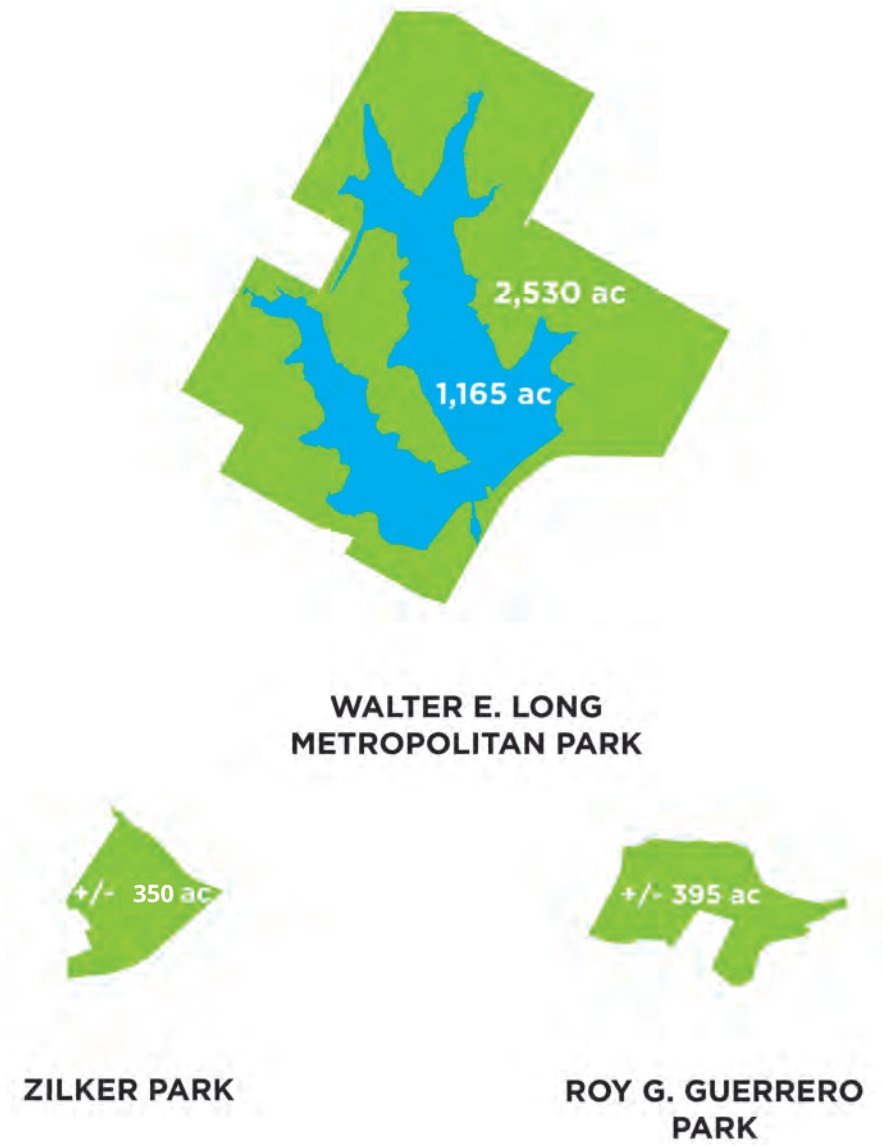 2,530 ac
1,165 ac
WALTER E. LONG
METROPOLITAN PARK
+/- 350 ac
+/- 395 ac
ZILKER PARK
ROY G. GUERRERO
PARK